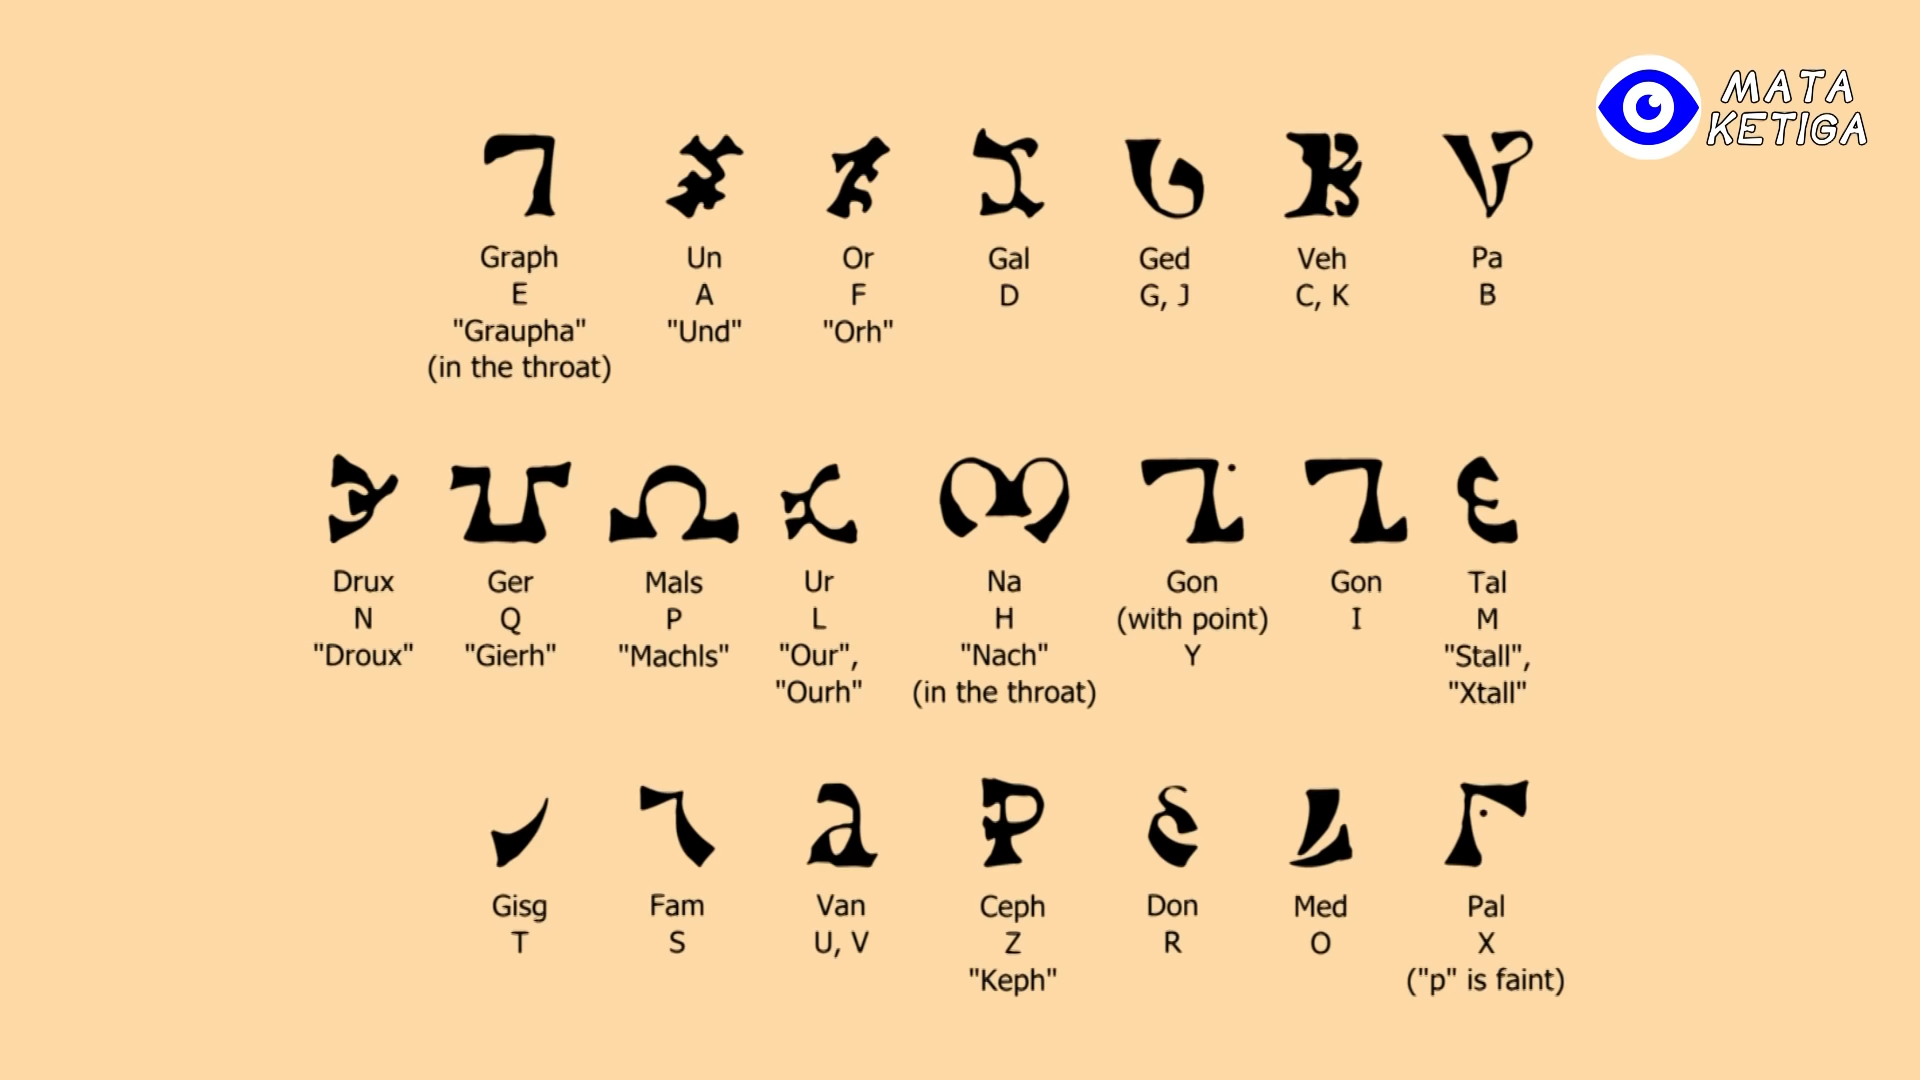 MATA
KETIGA
Graph Un Or Gal Ged Veh Pa
E A F D G, J C, K B
"Graupha" "Und" "Orh"
(in the throat)
Drux Ger Mals Ur Na Gon Gon Tal
N Q P L H (with point) I M
"Droux" "Gierh" "Machls" "Our", "Nach" Y "Stall",
"Ourh" (in the throat) "Xtall"
Gisg Fam Van Ceph Don Med Pal
T S U, V Z R O X
"Keph" ("p" is faint)